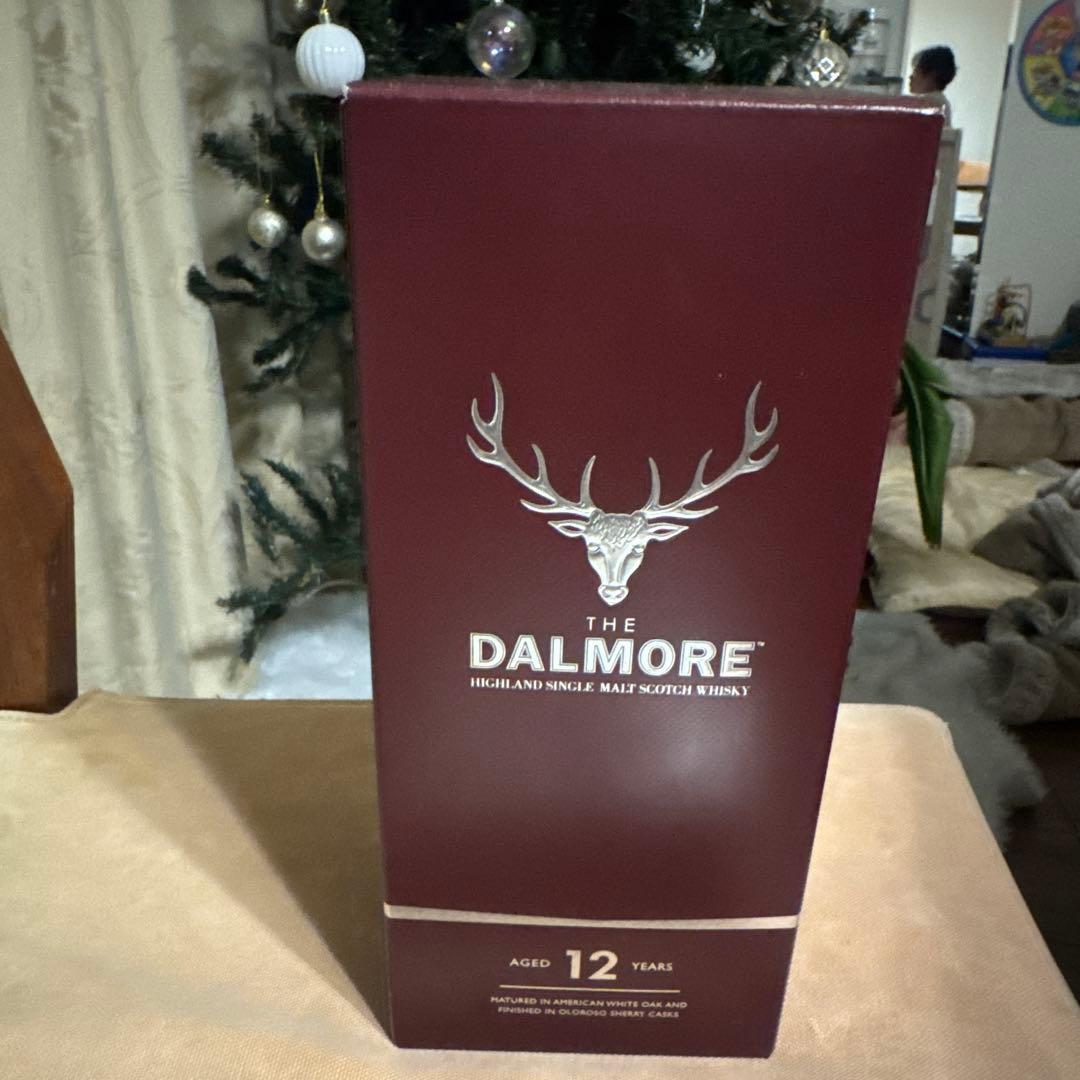 THE
DALMORE™
HIGHLAND SINGLE MALT SCOTCH WHISKY
AGED 12 YEARS
MATURED IN AMERICAN WHITE OAK AND
FINISHED IN OLOROSO SHERRY CASKS